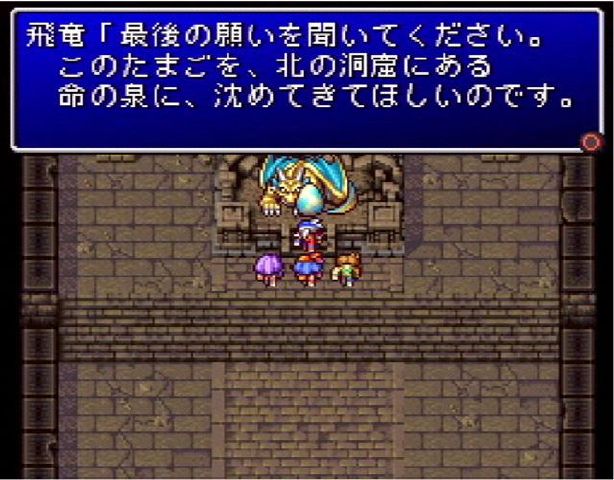 飛竜「最後の願いを聞いてください。
このたまごを、北の洞窟にある
命の泉に、沈めてきてほしいのです。